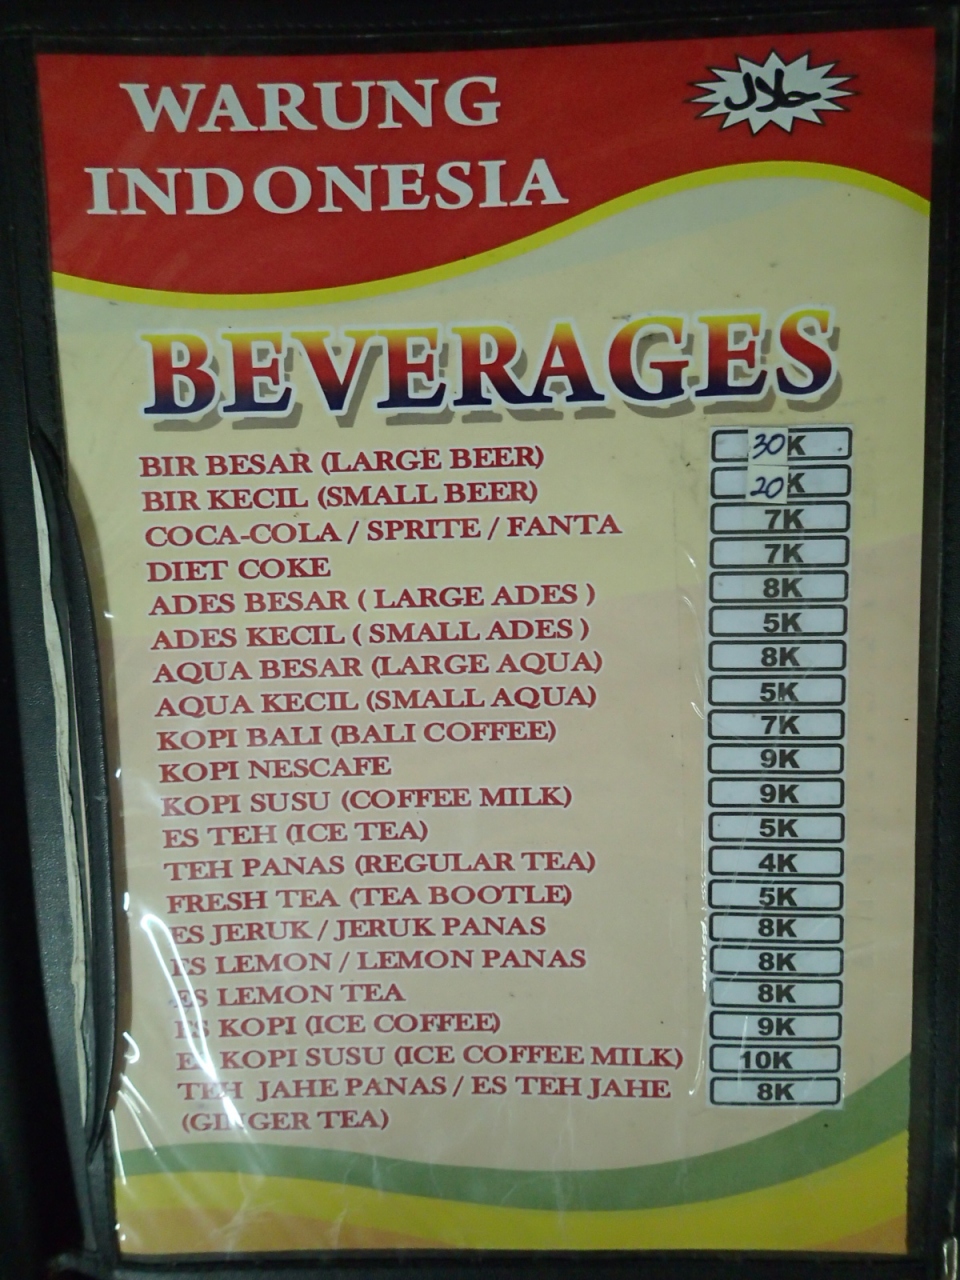 WARUNG
INDONESIA
حلال
BEVERAGES
BIR BESAR (LARGE BEER) 30K
BIR KECIL (SMALL BEER) 20K
COCA-COLA / SPRITE / FANTA 7K
DIET COKE 7K
ADES BESAR ( LARGE ADES ) 8K
ADES KECIL ( SMALL ADES ) 5K
AQUA BESAR (LARGE AQUA) 8K
AQUA KECIL (SMALL AQUA) 5K
KOPI BALI (BALI COFFEE) 7K
KOPI NESCAFE 9K
KOPI SUSU (COFFEE MILK) 9K
ES TEH (ICE TEA) 5K
TEH PANAS (REGULAR TEA) 4K
FRESH TEA (TEA BOOTLE) 5K
ES JERUK / JERUK PANAS 8K
ES LEMON / LEMON PANAS 8K
ES LEMON TEA 8K
ES KOPI (ICE COFFEE) 9K
ES KOPI SUSU (ICE COFFEE MILK) 10K
TEH JAHE PANAS / ES TEH JAHE 8K
(GINGER TEA)